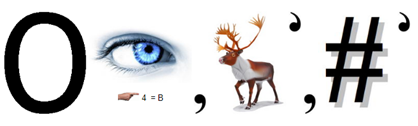 O , ’ , # ’
4 = B